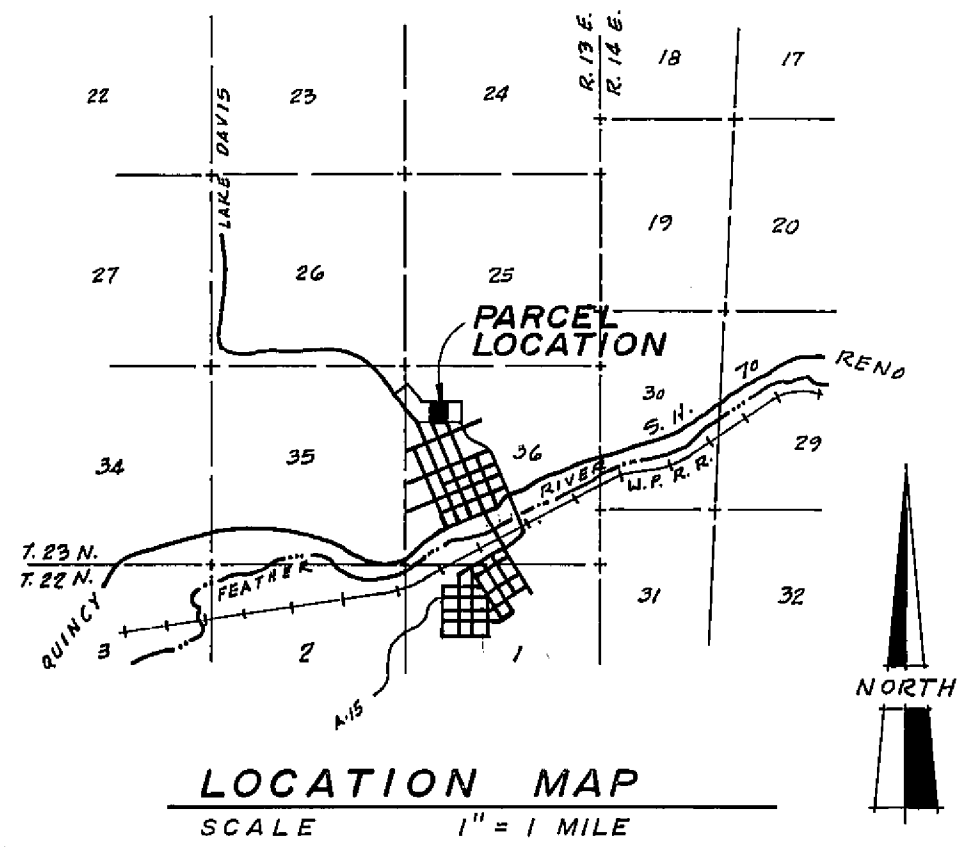 R. 13 E.
R. 14 E.
22
23
24
18
17
LAKE DAVIS
19
20
27
26
25
PARCEL
LOCATION
RENO
30
S. H. 70
34
35
36
29
RIVER
W. P. R. R.
T. 23 N.
T. 22 N.
FEATHER
QUINCY
3
2
1
31
32
A-15
NORTH
LOCATION MAP
SCALE 1" = 1 MILE